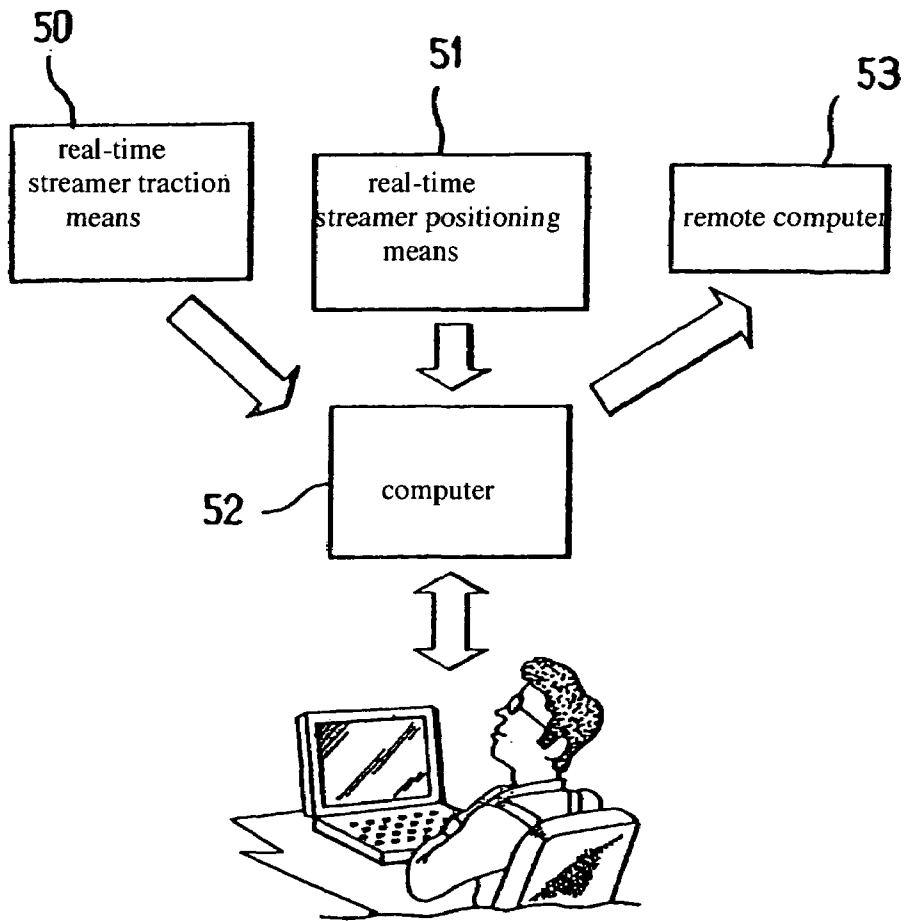 50
51
53
real-time
streamer traction
means
real-time
streamer positioning
means
remote computer
52
computer